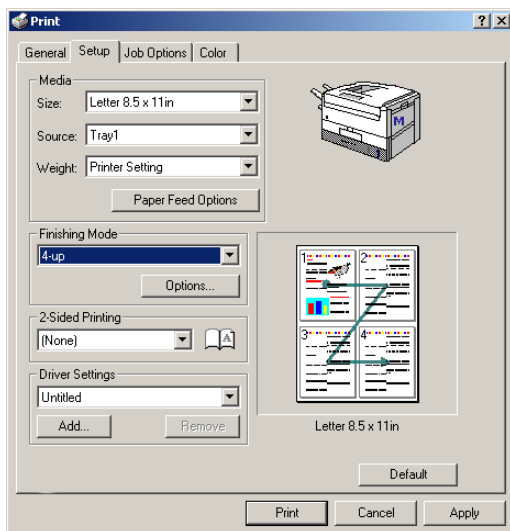 Print
General Setup Job Options Color
Media
Size: Letter 8.5 x 11in
Source: Tray1
Weight: Printer Setting
Paper Feed Options
M
1
Finishing Mode
4-up
Options...
2-Sided Printing
(None)
A
Driver Settings
Untitled
Add... Remove
1 2
3 4
Letter 8.5 x 11in
Default
Print Cancel Apply